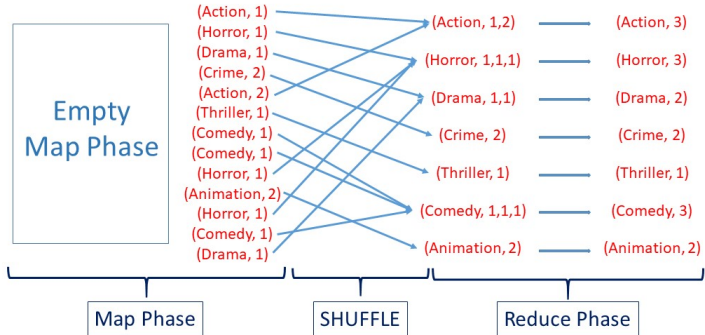 Empty
Map Phase
(Action, 1)
(Horror, 1)
(Drama, 1)
(Crime, 2)
(Action, 2)
(Thriller, 1)
(Comedy, 1)
(Comedy, 1)
(Horror, 1)
(Animation, 2)
(Horror, 1)
(Comedy, 1)
(Drama, 1)
(Action, 1,2)
(Horror, 1,1,1)
(Drama, 1,1)
(Crime, 2)
(Thriller, 1)
(Comedy, 1,1,1)
(Animation, 2)
(Action, 3)
(Horror, 3)
(Drama, 2)
(Crime, 2)
(Thriller, 1)
(Comedy, 3)
(Animation, 2)
Map Phase
SHUFFLE
Reduce Phase